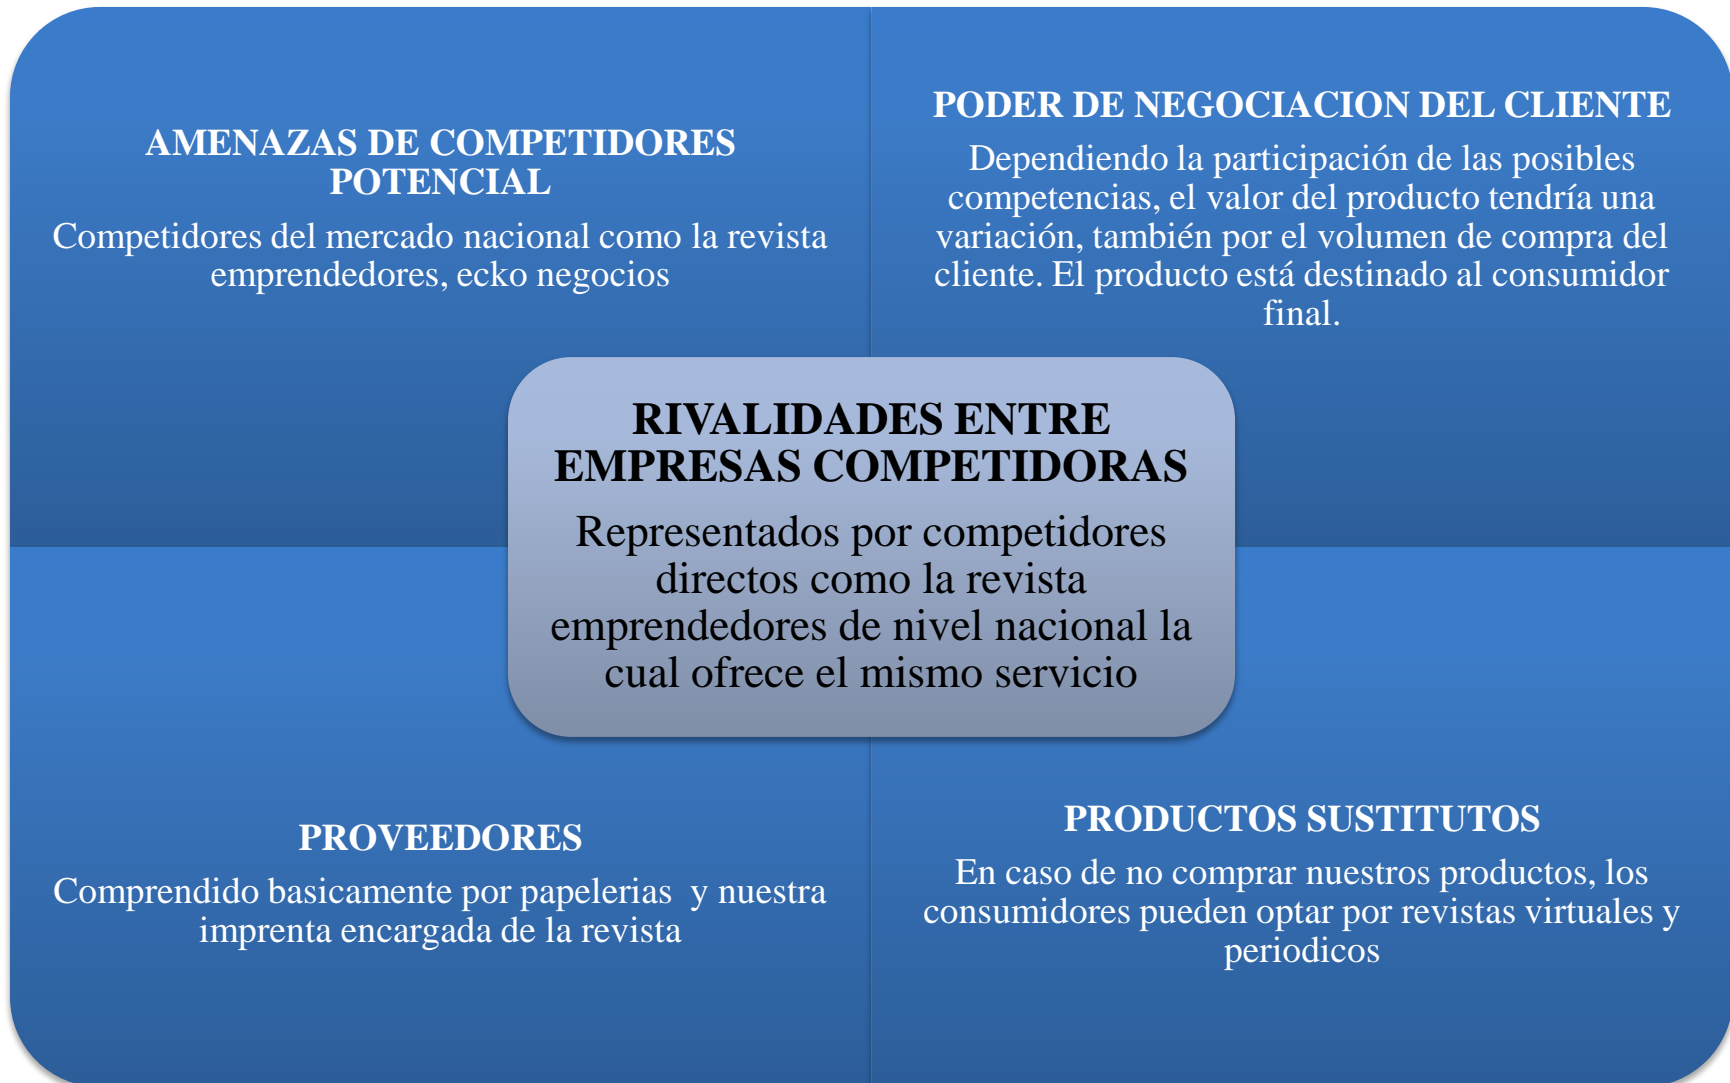 AMENAZAS DE COMPETIDORES
POTENCIAL
Competidores del mercado nacional como la revista
emprendedores, ecko negocios
PODER DE NEGOCIACION DEL CLIENTE
Dependiendo la participación de las posibles
competencias, el valor del producto tendría una
variación, también por el volumen de compra del
cliente. El producto está destinado al consumidor
final.
RIVALIDADES ENTRE
EMPRESAS COMPETIDORAS
Representados por competidores
directos como la revista
emprendedores de nivel nacional la
cual ofrece el mismo servicio
PROVEEDORES
Comprendido basicamente por papelerias  y nuestra
imprenta encargada de la revista
PRODUCTOS SUSTITUTOS
En caso de no comprar nuestros productos, los
consumidores pueden optar por revistas virtuales y
periodicos